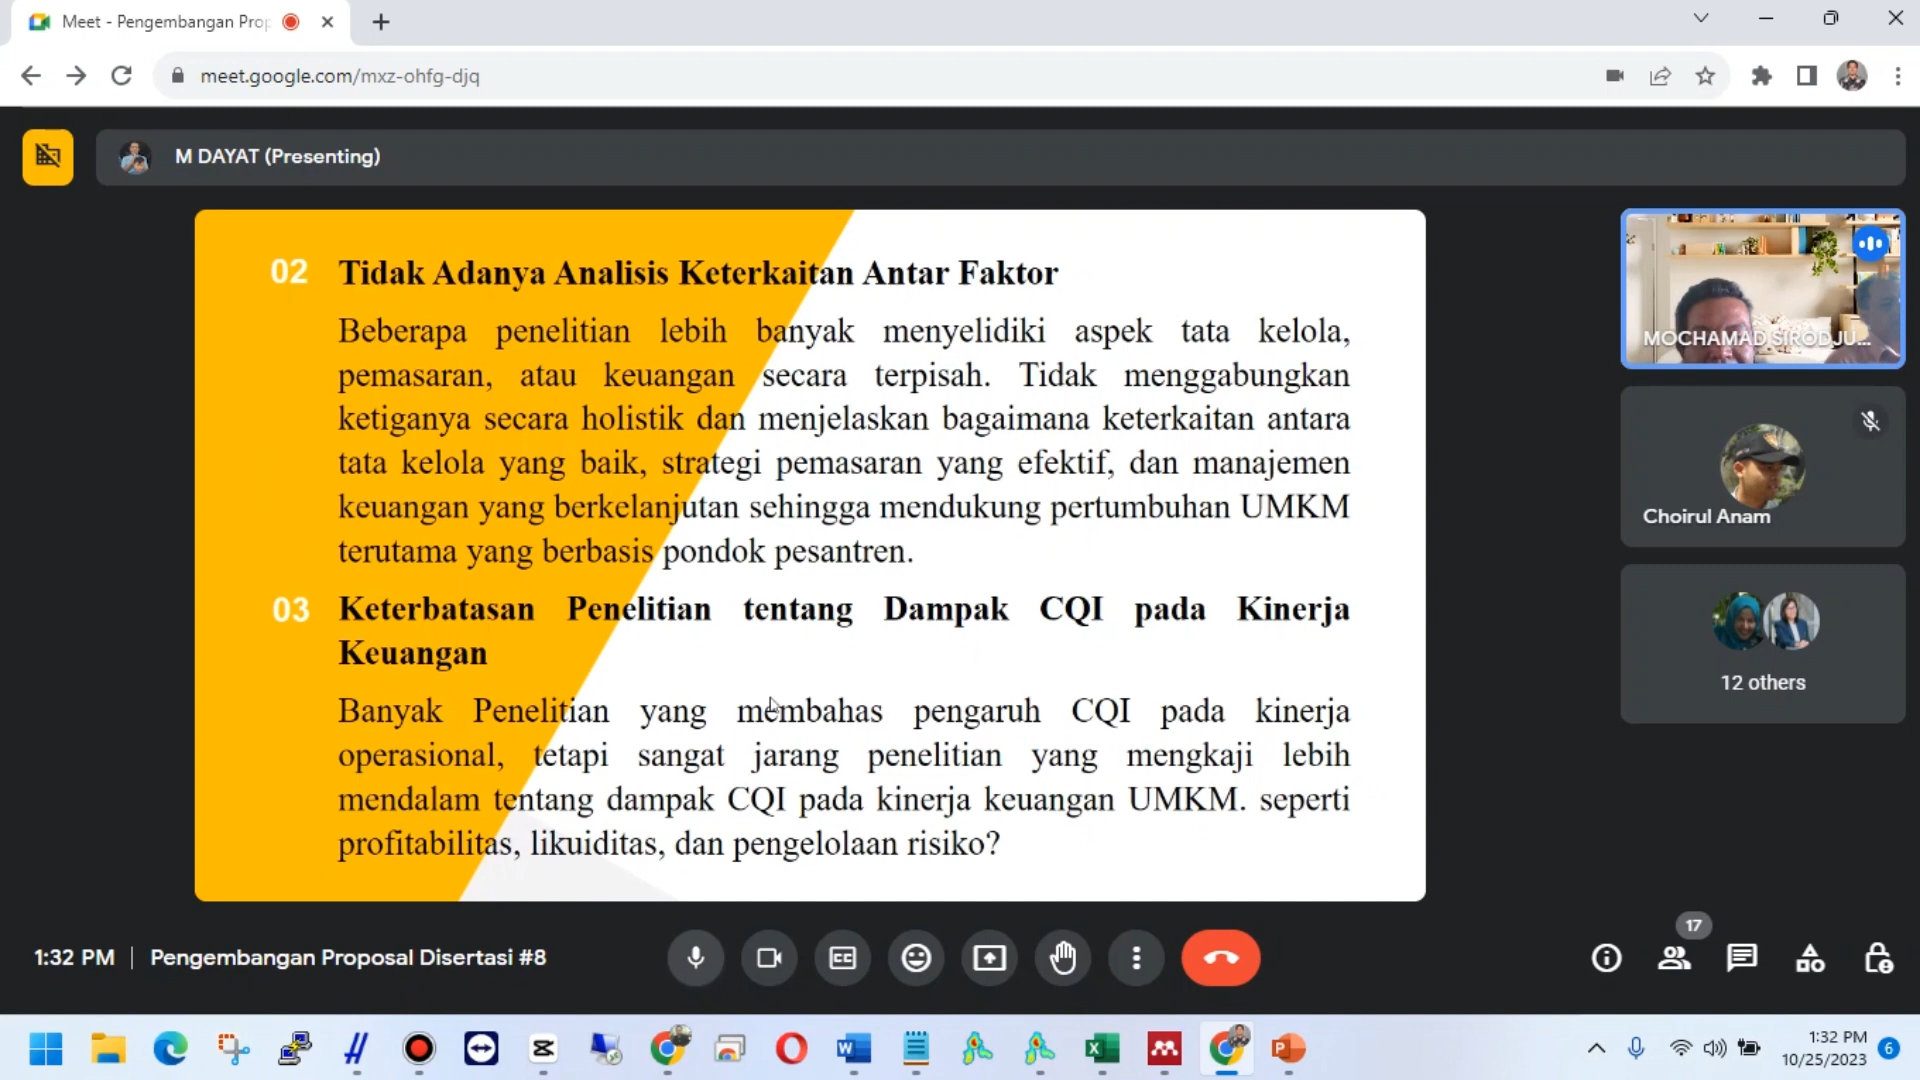 Meet - Pengembangan Prop
meet.google.com/mxz-ohfg-djq
M DAYAT (Presenting)
02 Tidak Adanya Analisis Keterkaitan Antar Faktor
Beberapa penelitian lebih banyak menyelidiki aspek tata kelola,
pemasaran, atau keuangan secara terpisah. Tidak menggabungkan
ketiganya secara holistik dan menjelaskan bagaimana keterkaitan antara
tata kelola yang baik, strategi pemasaran yang efektif, dan manajemen
keuangan yang berkelanjutan sehingga mendukung pertumbuhan UMKM
terutama yang berbasis pondok pesantren.
03 Keterbatasan Penelitian tentang Dampak CQI pada Kinerja
Keuangan
Banyak Penelitian yang membahas pengaruh CQI pada kinerja
operasional, tetapi sangat jarang penelitian yang mengkaji lebih
mendalam tentang dampak CQI pada kinerja keuangan UMKM. seperti
profitabilitas, likuiditas, dan pengelolaan risiko?
MOCHAMAD SIRODJU...
Choirul Anam
12 others
1:32 PM | Pengembangan Proposal Disertasi #8
CC
17
1:32 PM
10/25/2023
6